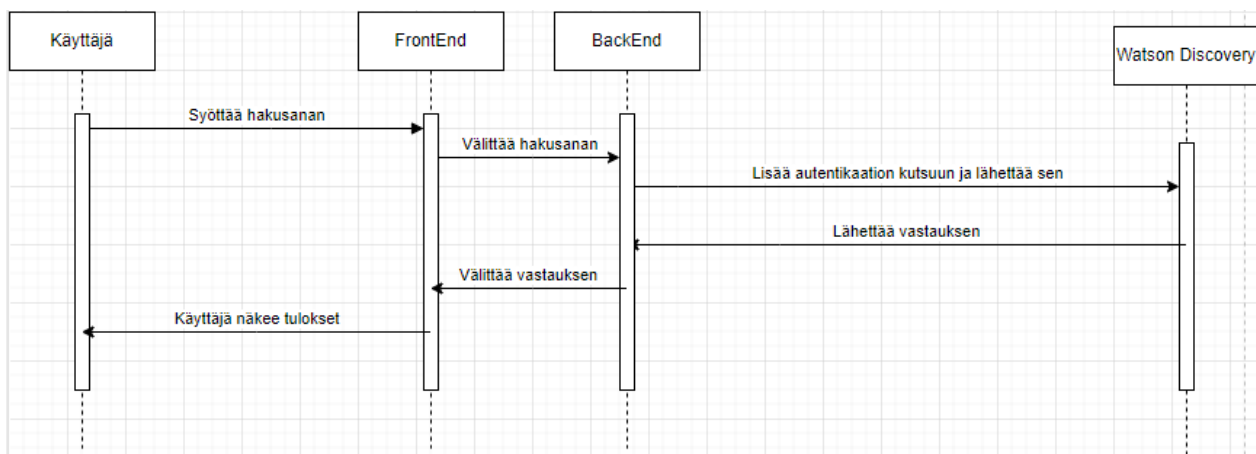 Käyttäjä
FrontEnd
BackEnd
Watson Discovery
Syöttää hakusanan
Välittää hakusanan
Lisää autentikaation kutsuun ja lähettää sen
Lähettää vastauksen
Välittää vastauksen
Käyttäjä näkee tulokset